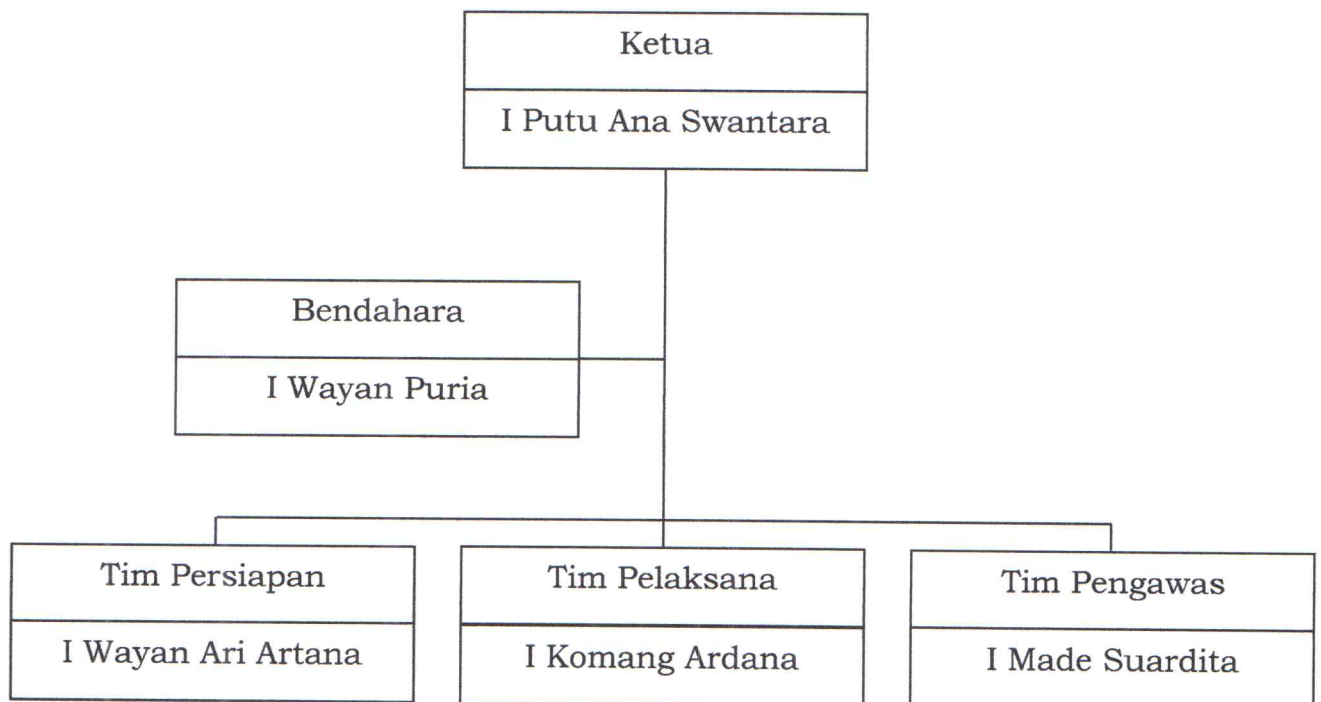 Ketua
I Putu Ana Swantara
Bendahara
I Wayan Puria
Tim Persiapan
I Wayan Ari Artana
Tim Pelaksana
I Komang Ardana
Tim Pengawas
I Made Suardita